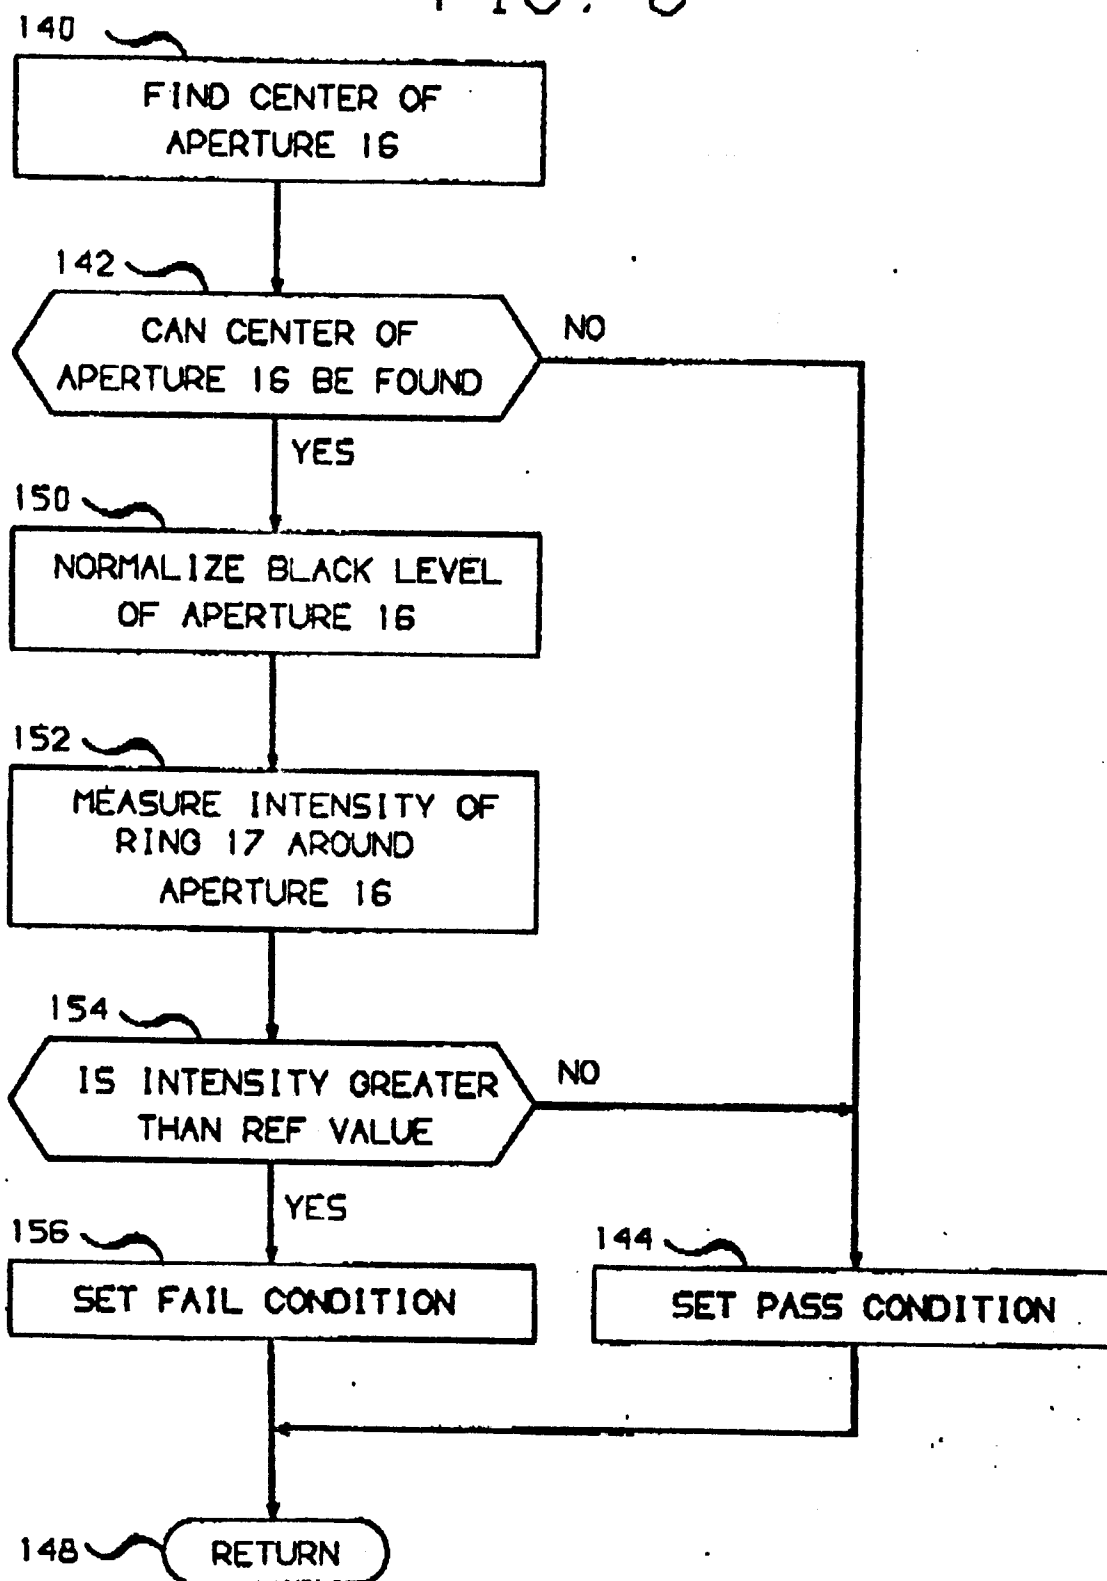 140
FIND CENTER OF
APERTURE 16
142
CAN CENTER OF
APERTURE 16 BE FOUND
NO
YES
150
NORMALIZE BLACK LEVEL
OF APERTURE 16
152
MEASURE INTENSITY OF
RING 17 AROUND
APERTURE 16
154
IS INTENSITY GREATER
THAN REF VALUE
NO
YES
156
SET FAIL CONDITION
144
SET PASS CONDITION
148
RETURN